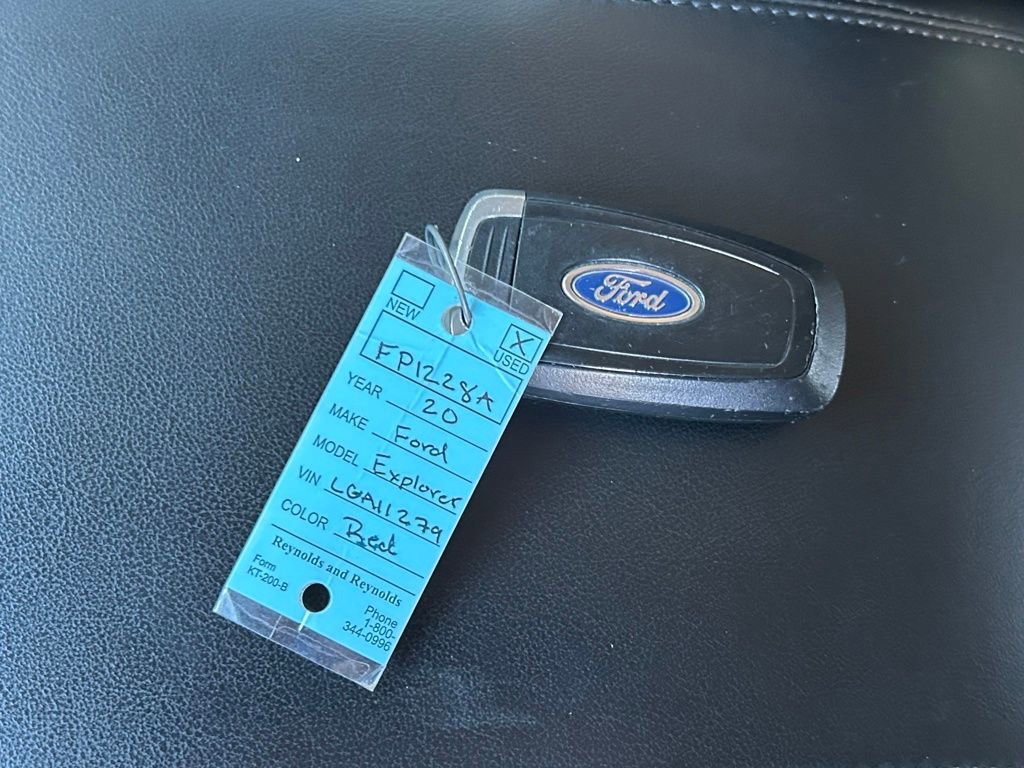 Ford
NEW
X
USED
FP1228A
YEAR 20
MAKE Ford
MODEL Explorer
VIN LGA11279
COLOR Red
Reynolds and Reynolds
Form
KT-200-B
Phone
1-800-
344-0996